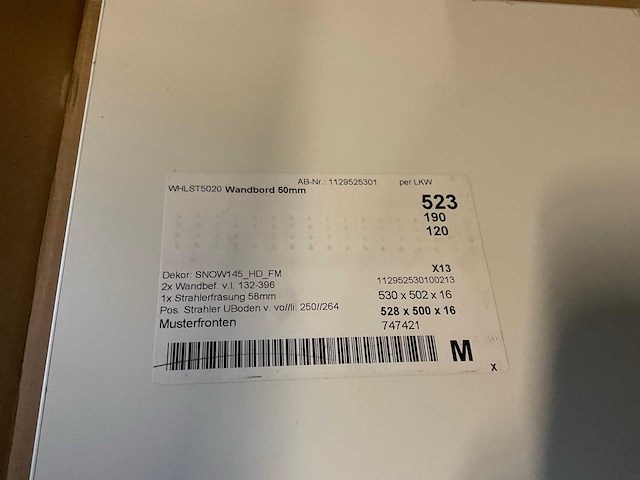 AB-Nr.: 1129525301 per LKW
WHLST5020 Wandbord 50mm
523
190
120
Dekor: SNOW145_HD_FM X13
2x Wandbef. v.l. 132-396 112952530100213
1x Strahlerfräsung 58mm 530 x 502 x 16
Pos. Strahler UBoden v. vo//li: 250//264 528 x 500 x 16
Musterfronten 747421
M
X